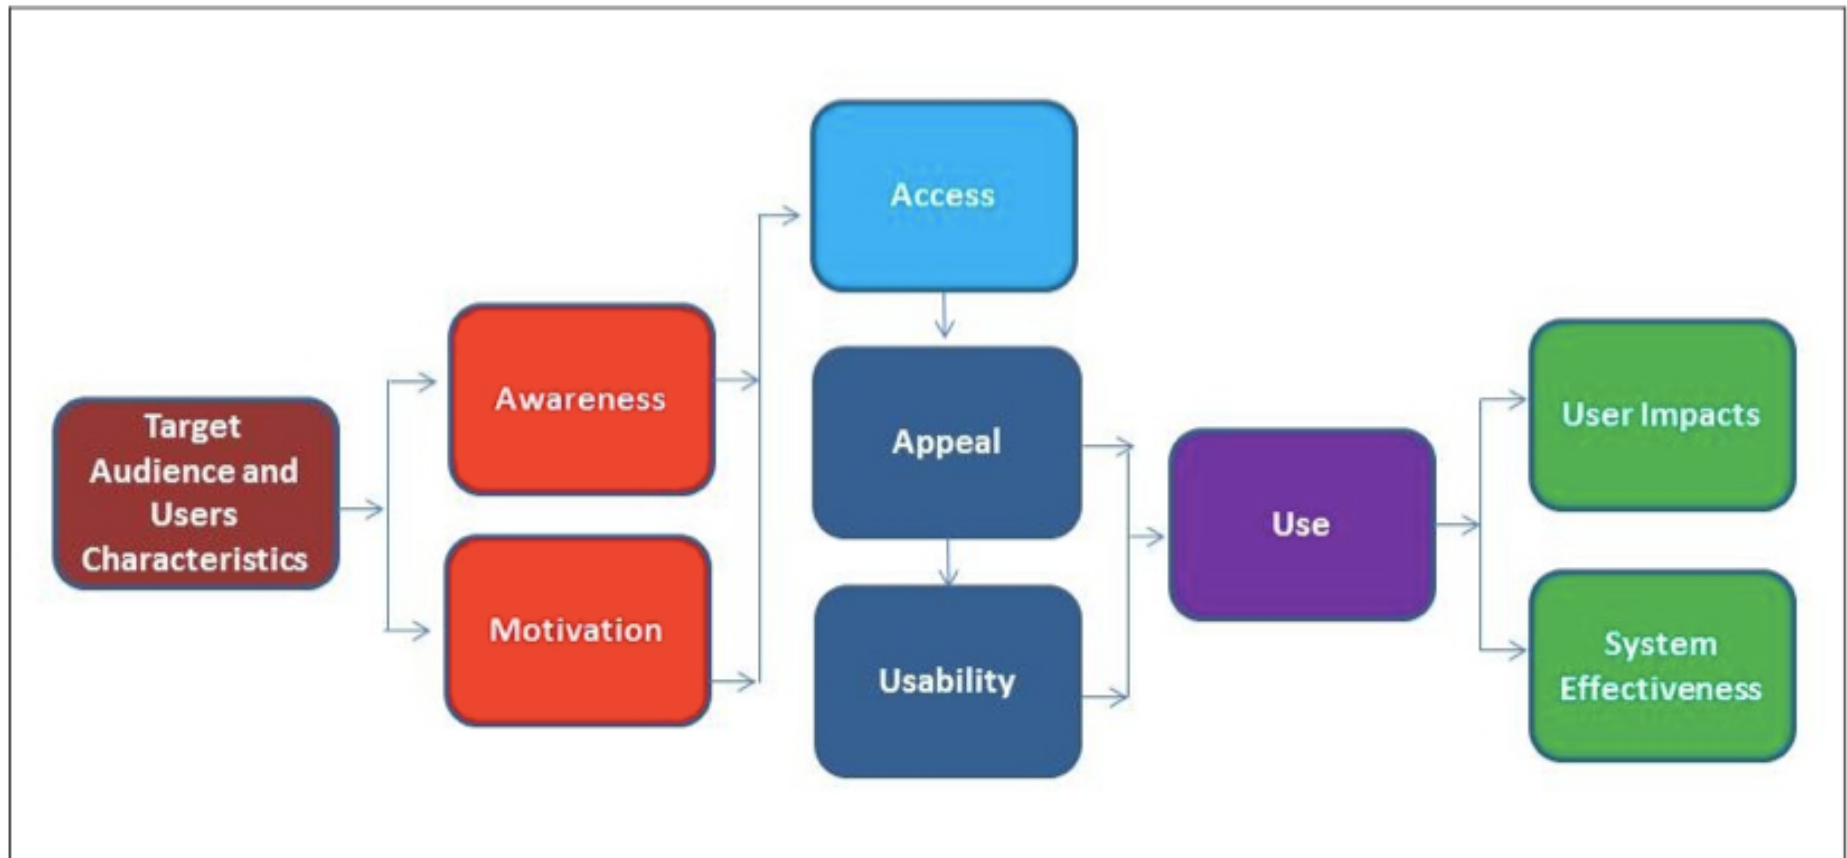 Target
Audience and
Users
Characteristics
Awareness
Motivation
Access
Appeal
Usability
Use
User Impacts
System
Effectiveness